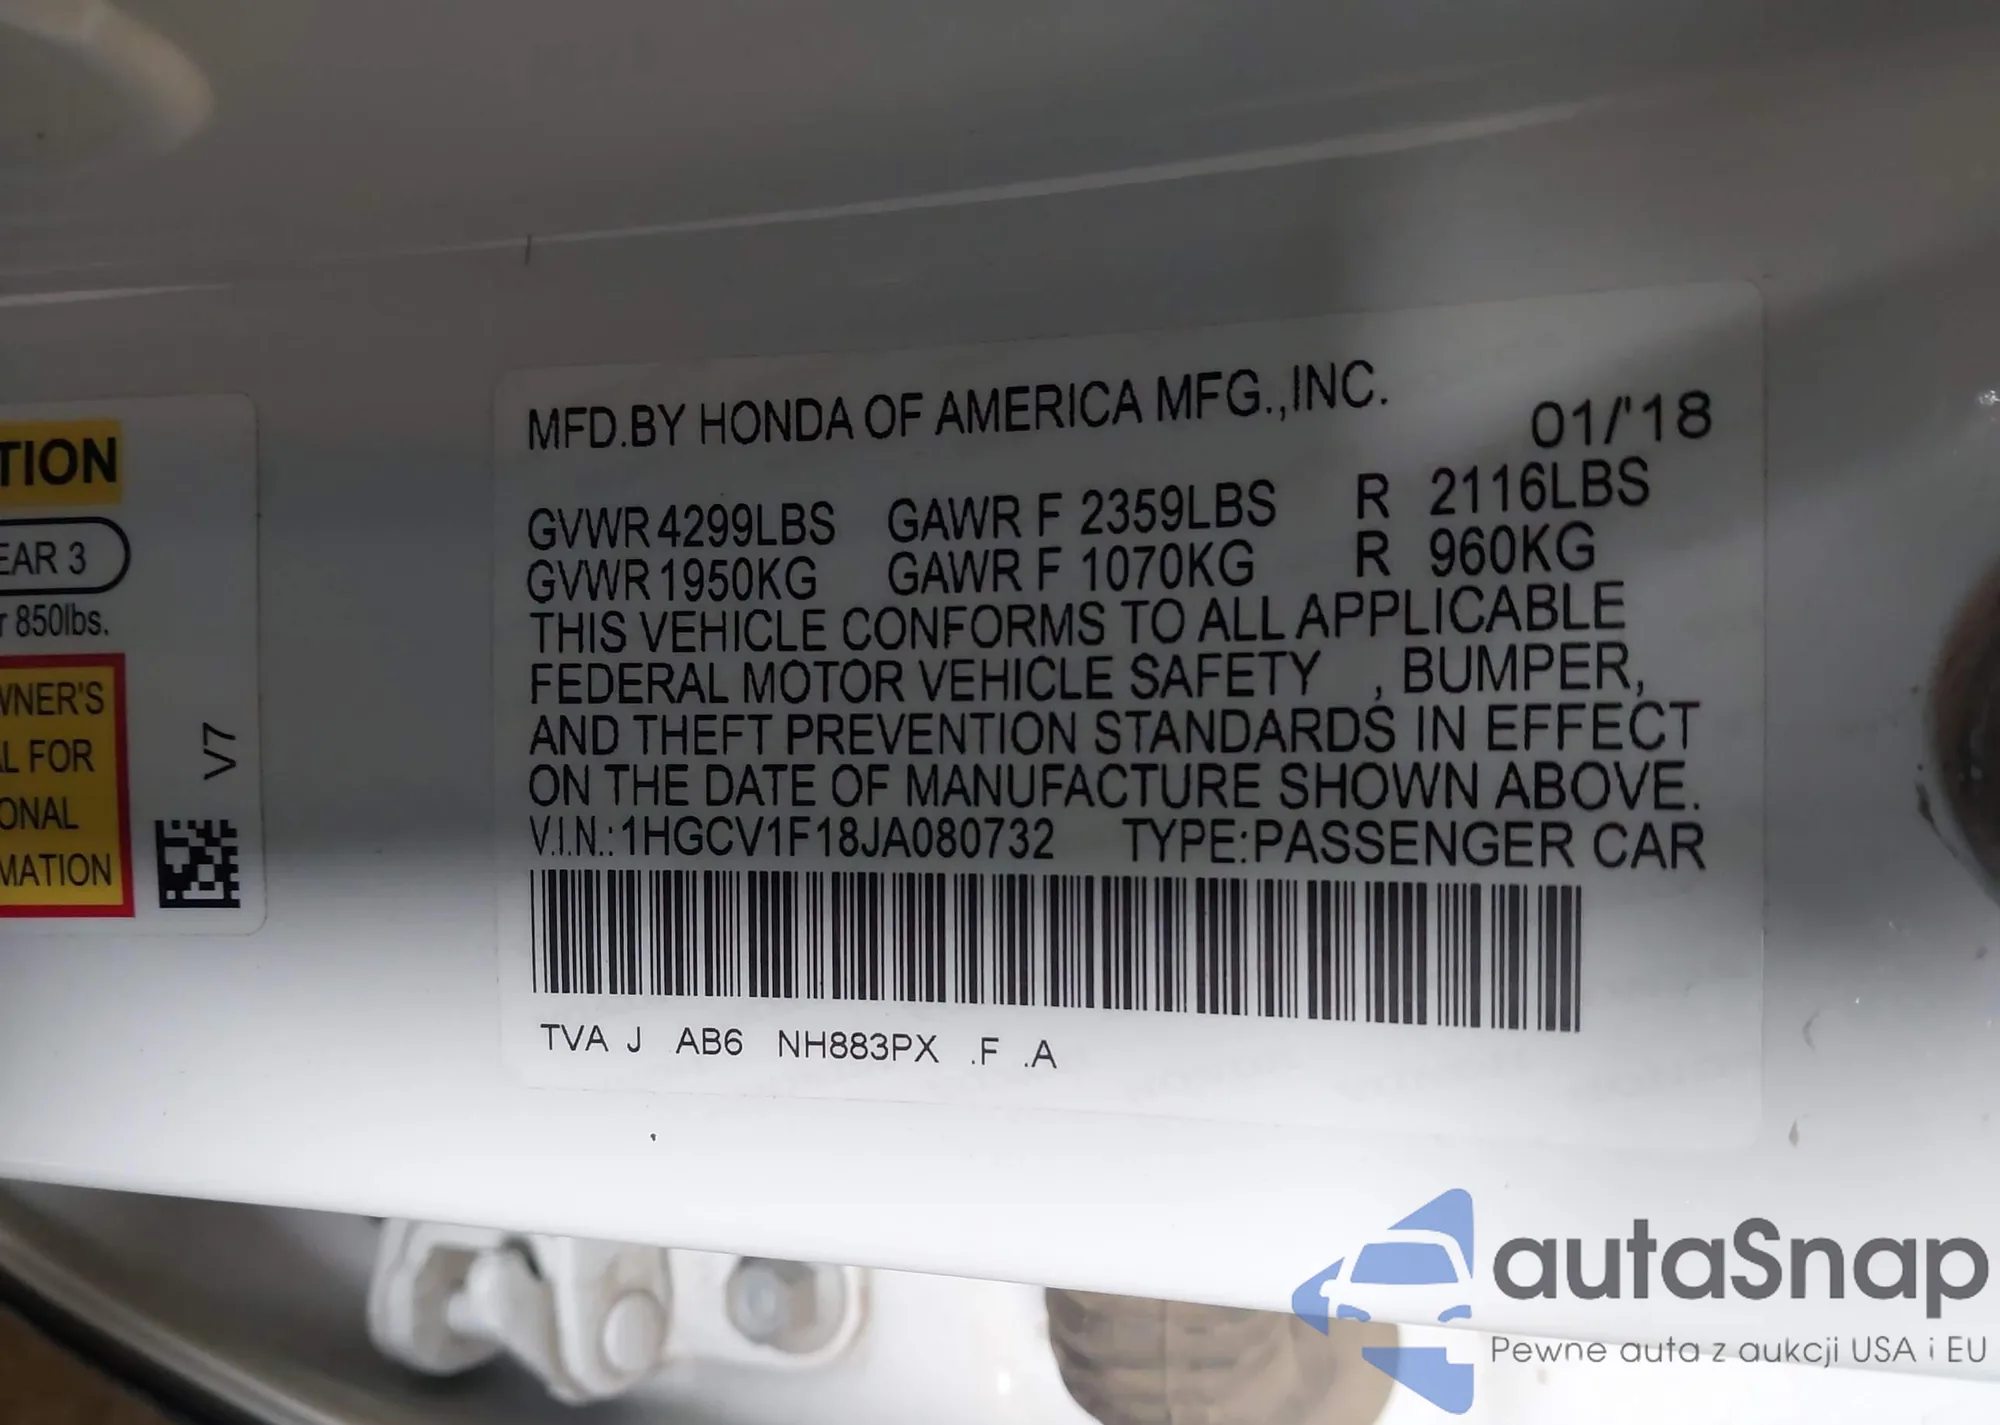 MFD.BY HONDA OF AMERICA MFG.,INC.
01/'18
GVWR 4299LBS GAWR F 2359LBS R 2116LBS
GVWR 1950KG GAWR F 1070KG R 960KG
THIS VEHICLE CONFORMS TO ALL APPLICABLE
FEDERAL MOTOR VEHICLE SAFETY , BUMPER,
AND THEFT PREVENTION STANDARDS IN EFFECT
ON THE DATE OF MANUFACTURE SHOWN ABOVE.
V.I.N.: 1HGCV1F18JA080732 TYPE:PASSENGER CAR
TVA J AB6 NH883PX .F .A
TION
EAR 3
r 850lbs.
WNER'S
L FOR
ONAL
MATION
V7
autaSnap
Pewne auta z aukcji USA i EU